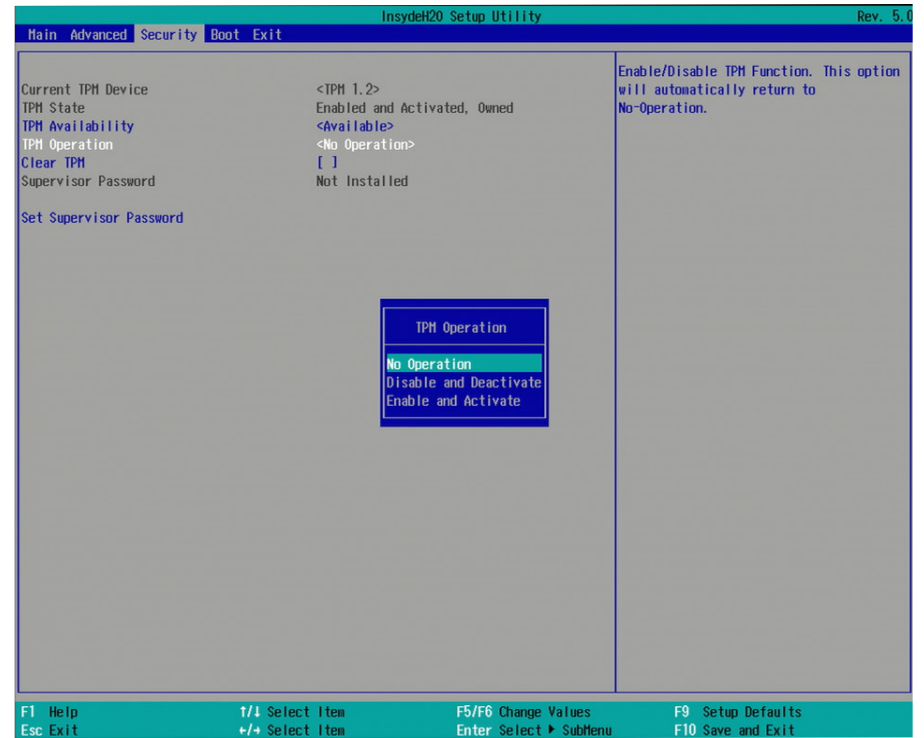 InsydeH20 Setup Utility Rev. 5.0
Main Advanced Security Boot Exit
Current TPM Device <TPM 1.2>
TPM State Enabled and Activated, Owned
TPM Availability <Available>
TPM Operation <No Operation>
Clear TPM [ ]
Supervisor Password Not Installed
Set Supervisor Password
Enable/Disable TPM Function. This option
will automatically return to
No-Operation.
TPM Operation
No Operation
Disable and Deactivate
Enable and Activate
F1 Help ↑/↓ Select Item F5/F6 Change Values F9 Setup Defaults
Esc Exit ←/→ Select Item Enter Select ▶ SubMenu F10 Save and Exit